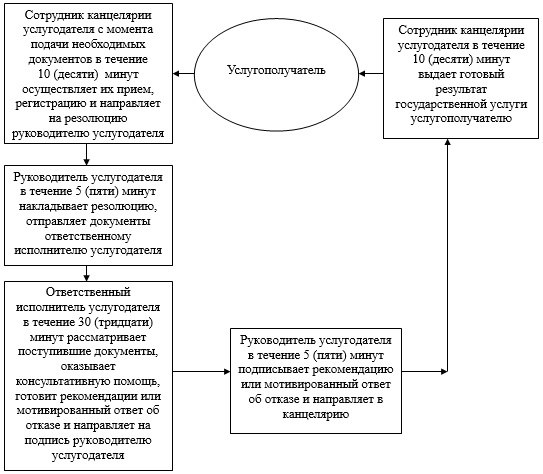 Сотрудник канцелярии
услугодателя с момента
подачи необходимых
документов в течение
10 (десяти) минут
осуществляет их прием,
регистрацию и направляет
на резолюцию
руководителю услугодателя
Услугополучатель
Сотрудник канцелярии
услугодателя в течение
10 (десяти) минут
выдает готовый
результат
государственной услуги
услугополучателю
Руководитель услугодателя
в течение 5 (пяти) минут
накладывает резолюцию,
отправляет документы
ответственному
исполнителю услугодателя
Ответственный
исполнитель услугодателя
в течение 30 (тридцати)
минут рассматривает
поступившие документы,
оказывает
консультативную помощь,
готовит рекомендации или
мотивированный ответ об
отказе и направляет на
подпись руководителю
услугодателя
Руководитель услугодателя
в течение 5 (пяти) минут
подписывает рекомендацию
или мотивированный ответ
об отказе и направляет в
канцелярию